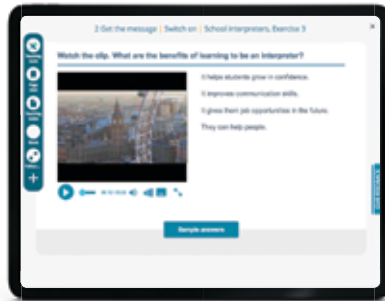 2 Get the message | Switch on | School interpreters, Exercise 3
Watch the clip. What are the benefits of learning to be an interpreter?
It helps students grow in confidence.
It improves communication skills.
It gives them job opportunities in the future.
They can help people.
Sample answers